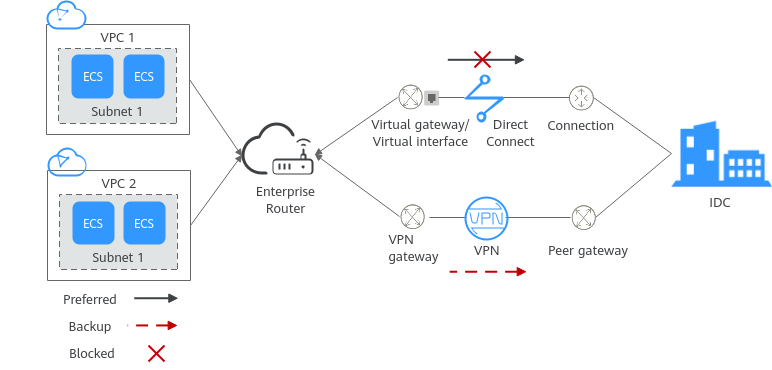 VPC 1
ECS
ECS
Subnet 1
VPC 2
ECS
ECS
Subnet 1
Enterprise
Router
Virtual gateway/
Virtual interface
Direct
Connect
Connection
VPN
gateway
VPN
VPN
Peer gateway
IDC
Preferred
Backup
Blocked